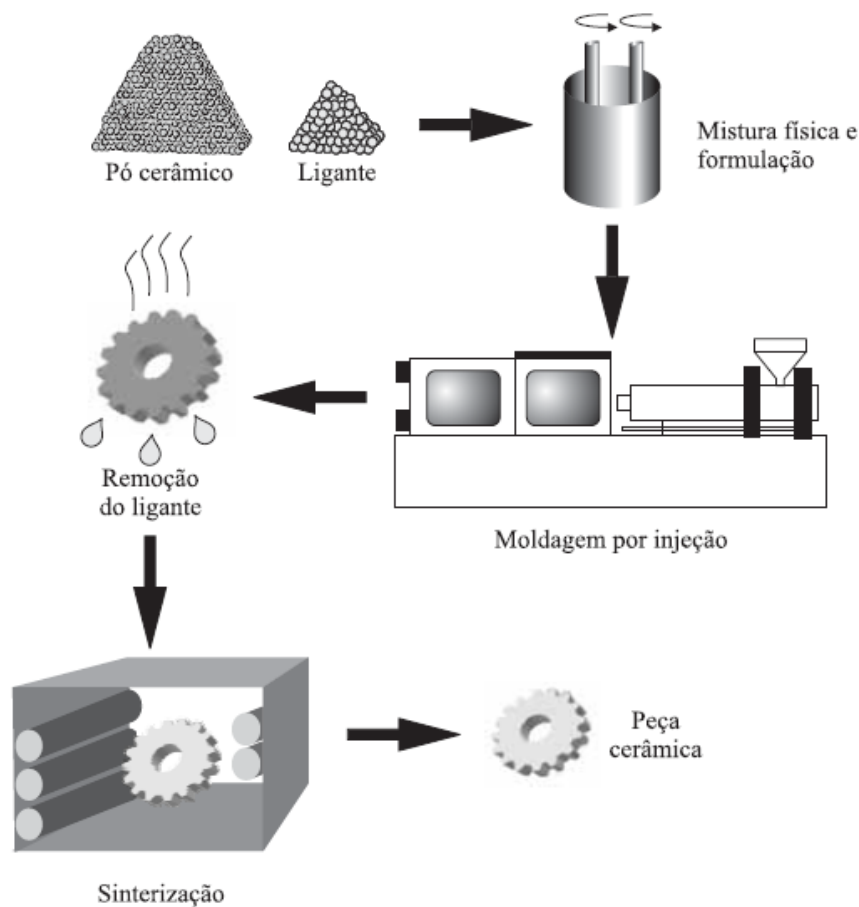 Pó cerâmico
Ligante
Mistura física e
formulação
Remoção
do ligante
Moldagem por injeção
Sinterização
Peça
cerâmica